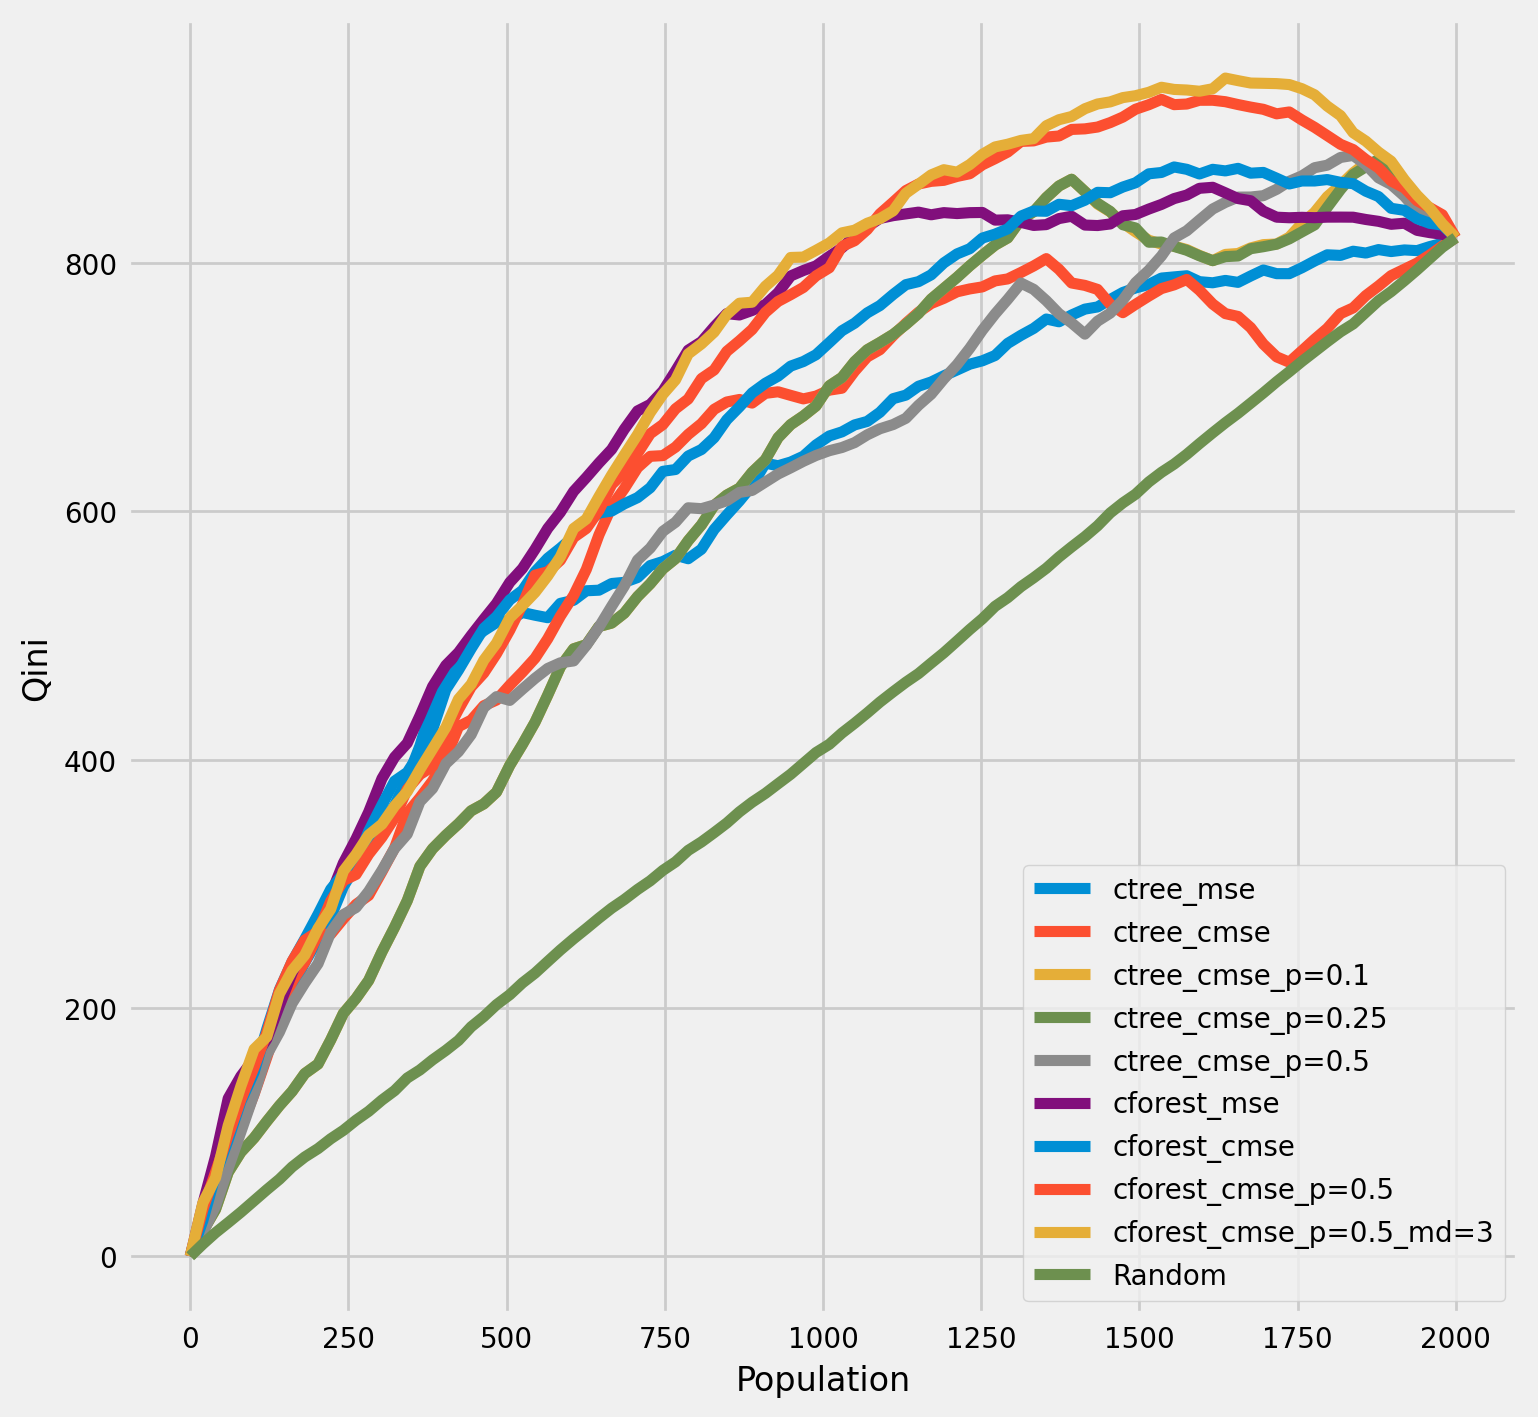 800
600
400
200
0
Qini
0 250 500 750 1000 1250 1500 1750 2000
Population
ctree_mse
ctree_cmse
ctree_cmse_p=0.1
ctree_cmse_p=0.25
ctree_cmse_p=0.5
cforest_mse
cforest_cmse
cforest_cmse_p=0.5
cforest_cmse_p=0.5_md=3
Random